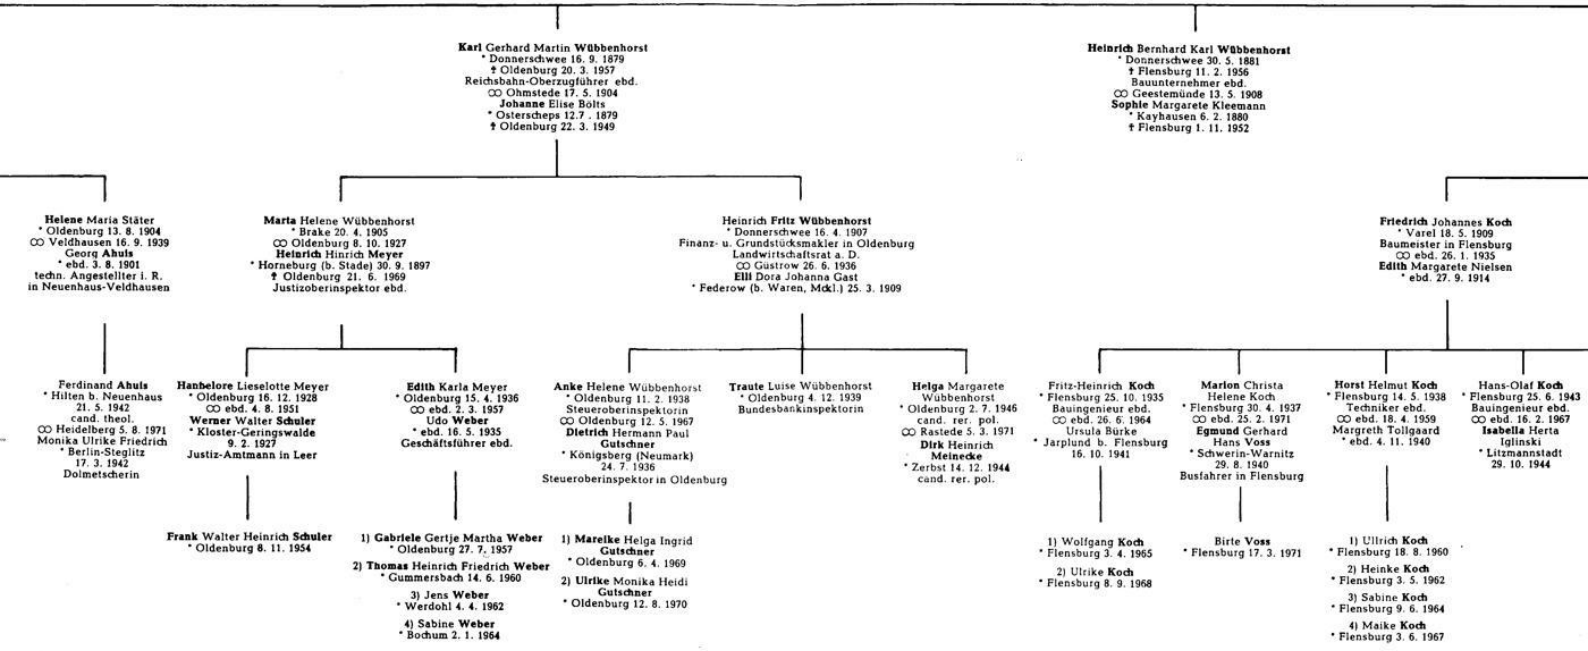 Karl Gerhard Martin Wübbenhorst
* Donnerschwee 16. 9. 1879
† Oldenburg 20. 3. 1957
Reichsbahn-Oberzugführer ebd.
∞ Ohmstede 17. 5. 1904
Johanne Elise Bölts
* Osterscheps 12.7 . 1879
† Oldenburg 22. 3. 1949
Heinrich Bernhard Karl Wübbenhorst
* Donnerschwee 30. 5. 1881
† Flensburg 11. 2. 1956
Bauunternehmer ebd.
∞ Geestemünde 13. 5. 1908
Sophie Margarete Kleemann
* Kayhausen 6. 2. 1880
† Flensburg 1. 11. 1952
Helene Maria Stäter
* Oldenburg 13. 8. 1904
∞ Veldhausen 16. 9. 1939
Georg Ahuis
* ebd. 3. 8. 1901
techn. Angestellter i. R.
in Neuenhaus-Veldhausen
Marta Helene Wübbenhorst
* Brake 20. 4. 1905
∞ Oldenburg 8. 10. 1927
Heinrich Hinrich Meyer
* Horneburg (b. Stade) 30. 9. 1897
† Oldenburg 21. 6. 1969
Justizoberinspektor ebd.
Heinrich Fritz Wübbenhorst
* Donnerschwee 16. 4. 1907
Finanz- u. Grundstücksmakler in Oldenburg
Landwirtschaftsrat a. D.
∞ Güstrow 26. 6. 1936
Elli Dora Johanna Gast
* Federow (b. Waren, Mckl.) 25. 3. 1909
Friedrich Johannes Koch
* Varel 18. 5. 1909
Baumeister in Flensburg
∞ ebd. 26. 1. 1935
Edith Margarete Nielsen
* ebd. 27. 9. 1914
Ferdinand Ahuis
* Hilten b. Neuenhaus
21. 5. 1942
cand. theol.
∞ Heidelberg 5. 8. 1971
Monika Ulrike Friedrich
* Berlin-Steglitz
17. 3. 1942
Dolmetscherin
Hanbelore Lieselotte Meyer
* Oldenburg 16. 12. 1928
∞ ebd. 4. 8. 1951
Werner Walter Schuler
* Kloster-Geringswalde
9. 2. 1927
Justiz-Amtmann in Leer
Edith Karla Meyer
* Oldenburg 15. 4. 1936
∞ ebd. 2. 3. 1957
Udo Weber
* ebd. 16. 5. 1935
Geschäftsführer ebd.
Anke Helene Wübbenhorst
* Oldenburg 11. 2. 1938
Steueroberinspektorin
∞ Oldenburg 12. 5. 1967
Dietrich Hermann Paul
Gutschner
* Königsberg (Neumark)
24. 7. 1936
Steueroberinspektor in Oldenburg
Traute Luise Wübbenhorst
* Oldenburg 4. 12. 1939
Bundesbankinspektorin
Helga Margarete
Wübbenhorst
* Oldenburg 2. 7. 1946
cand. rer. pol.
∞ Rastede 5. 3. 1971
Dirk Heinrich
Meinecke
* Zerbst 14. 12. 1944
cand. rer. pol.
Fritz-Heinrich Koch
* Flensburg 25. 10. 1935
Bauingenieur ebd.
∞ ebd. 26. 6. 1964
Ursula Bürke
* Jarplund b. Flensburg
16. 10. 1941
Marlon Christa
Helene Koch
* Flensburg 30. 4. 1937
∞ ebd. 25. 2. 1971
Egmund Gerhard
Hans Voss
* Schwerin-Warnitz
29. 8. 1940
Busfahrer in Flensburg
Horst Helmut Koch
* Flensburg 14. 5. 1938
Techniker ebd.
∞ ebd. 18. 4. 1959
Margreth Tollgaard
* ebd. 4. 11. 1940
Hans-Olaf Koch
* Flensburg 25. 6. 1943
Bauingenieur ebd.
∞ ebd. 16. 2. 1967
Isabella Herta
Iglinski
* Litzmannstadt
29. 10. 1944
Frank Walter Heinrich Schuler
* Oldenburg 8. 11. 1954
1) Gabriele Gertje Martha Weber
* Oldenburg 27. 7. 1957
2) Thomas Heinrich Friedrich Weber
* Gummersbach 14. 6. 1960
3) Jens Weber
* Werdohl 4. 4. 1962
4) Sabine Weber
* Bochum 2. 1. 1964
1) Mareike Helga Ingrid
Gutschner
* Oldenburg 6. 4. 1969
2) Ulrike Monika Heidi
Gutschner
* Oldenburg 12. 8. 1970
1) Wolfgang Koch
* Flensburg 3. 4. 1965
2) Ulrike Koch
* Flensburg 8. 9. 1968
Birte Voss
* Flensburg 17. 3. 1971
1) Ullrich Koch
* Flensburg 18. 8. 1960
2) Heinke Koch
* Flensburg 3. 5. 1962
3) Sabine Koch
* Flensburg 9. 6. 1964
4) Maike Koch
* Flensburg 3. 6. 1967